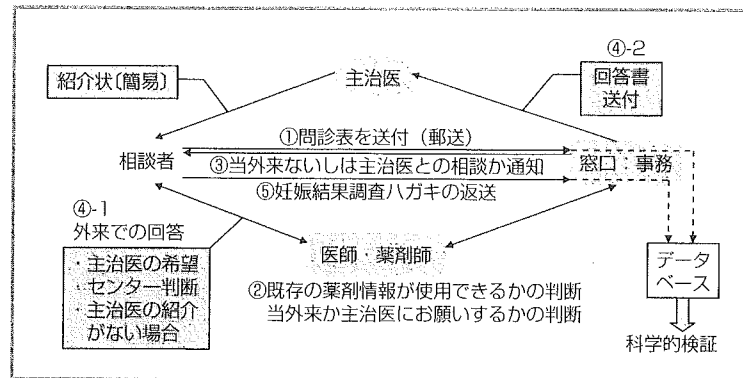 ④-2
紹介状〔簡易〕
主治医
回答書
送付
①問診表を送付（郵送）
相談者
③当外来ないしは主治医との相談か通知
窓口：事務
⑤妊娠結果調査ハガキの返送
④-1
外来での回答
・主治医の希望
・センター判断
・主治医の紹介
がない場合
医師・薬剤師
②既存の薬剤情報が使用できるかの判断
当外来か主治医にお願いするかの判断
データ
ベース
科学的検証